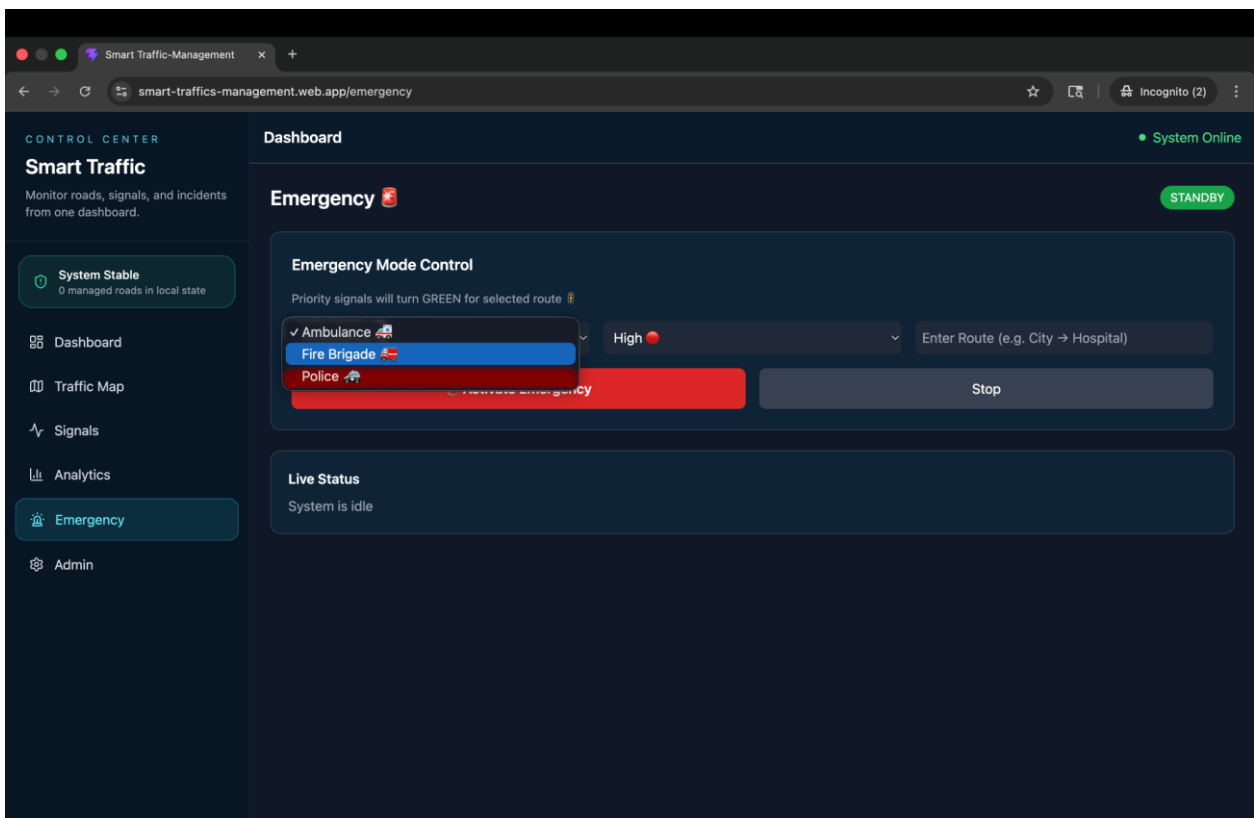 Smart Traffic-Management
smart-traffics-management.web.app/emergency
Incognito (2)
CONTROL CENTER
Smart Traffic
Monitor roads, signals, and incidents
from one dashboard.
System Stable
0 managed roads in local state
Dashboard
Traffic Map
Signals
Analytics
Emergency
Admin
Dashboard
System Online
Emergency 🚨
STANDBY
Emergency Mode Control
Priority signals will turn GREEN for selected route 🚦
✓ Ambulance 🚑
Fire Brigade 🚒
Police 🚓
High 🔴
Enter Route (e.g. City → Hospital)
Activate Emergency
Stop
Live Status
System is idle